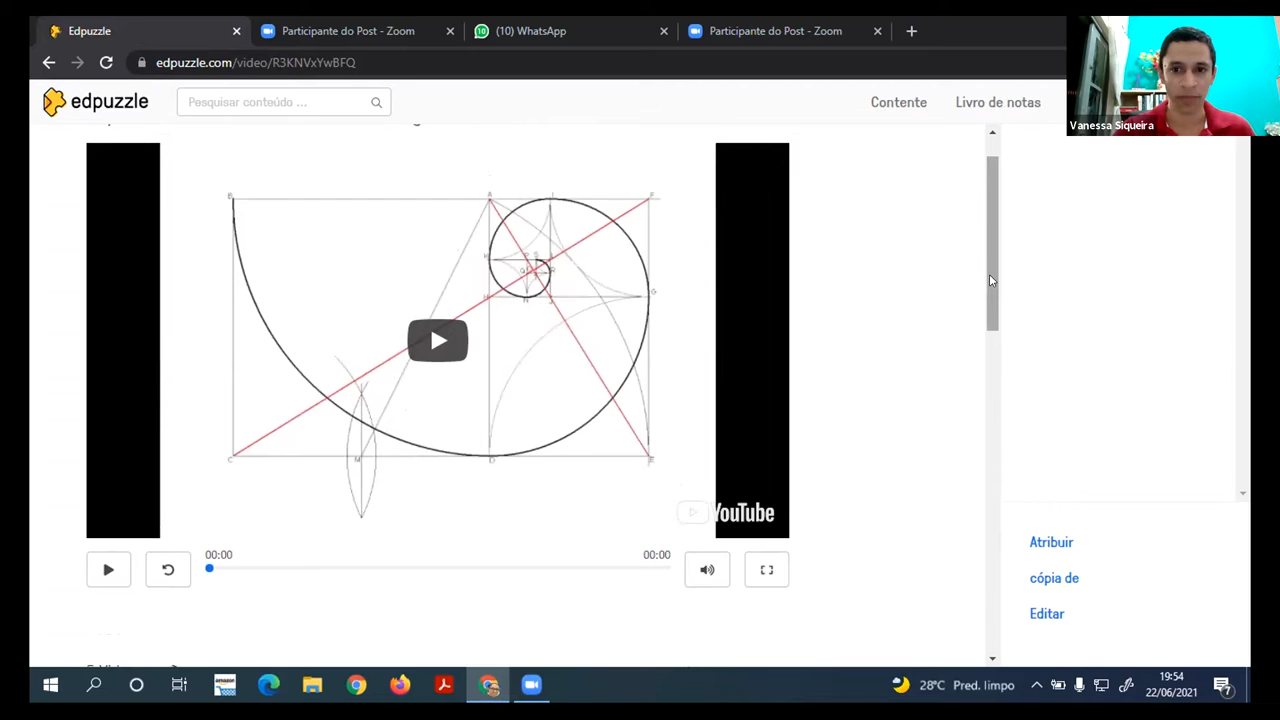 Edpuzzle
Participante do Post - Zoom
(10) WhatsApp
Participante do Post - Zoom
edpuzzle.com/video/R3KNVxYwBFQ
edpuzzle
Pesquisar conteúdo ...
Contente
Livro de notas
Vanessa Siqueira
B
A
F
G
C
M
D
E
YouTube
00:00
00:00
Atribuir
cópia de
Editar
amazon
28°C Pred. limpo
19:54
22/06/2021
7